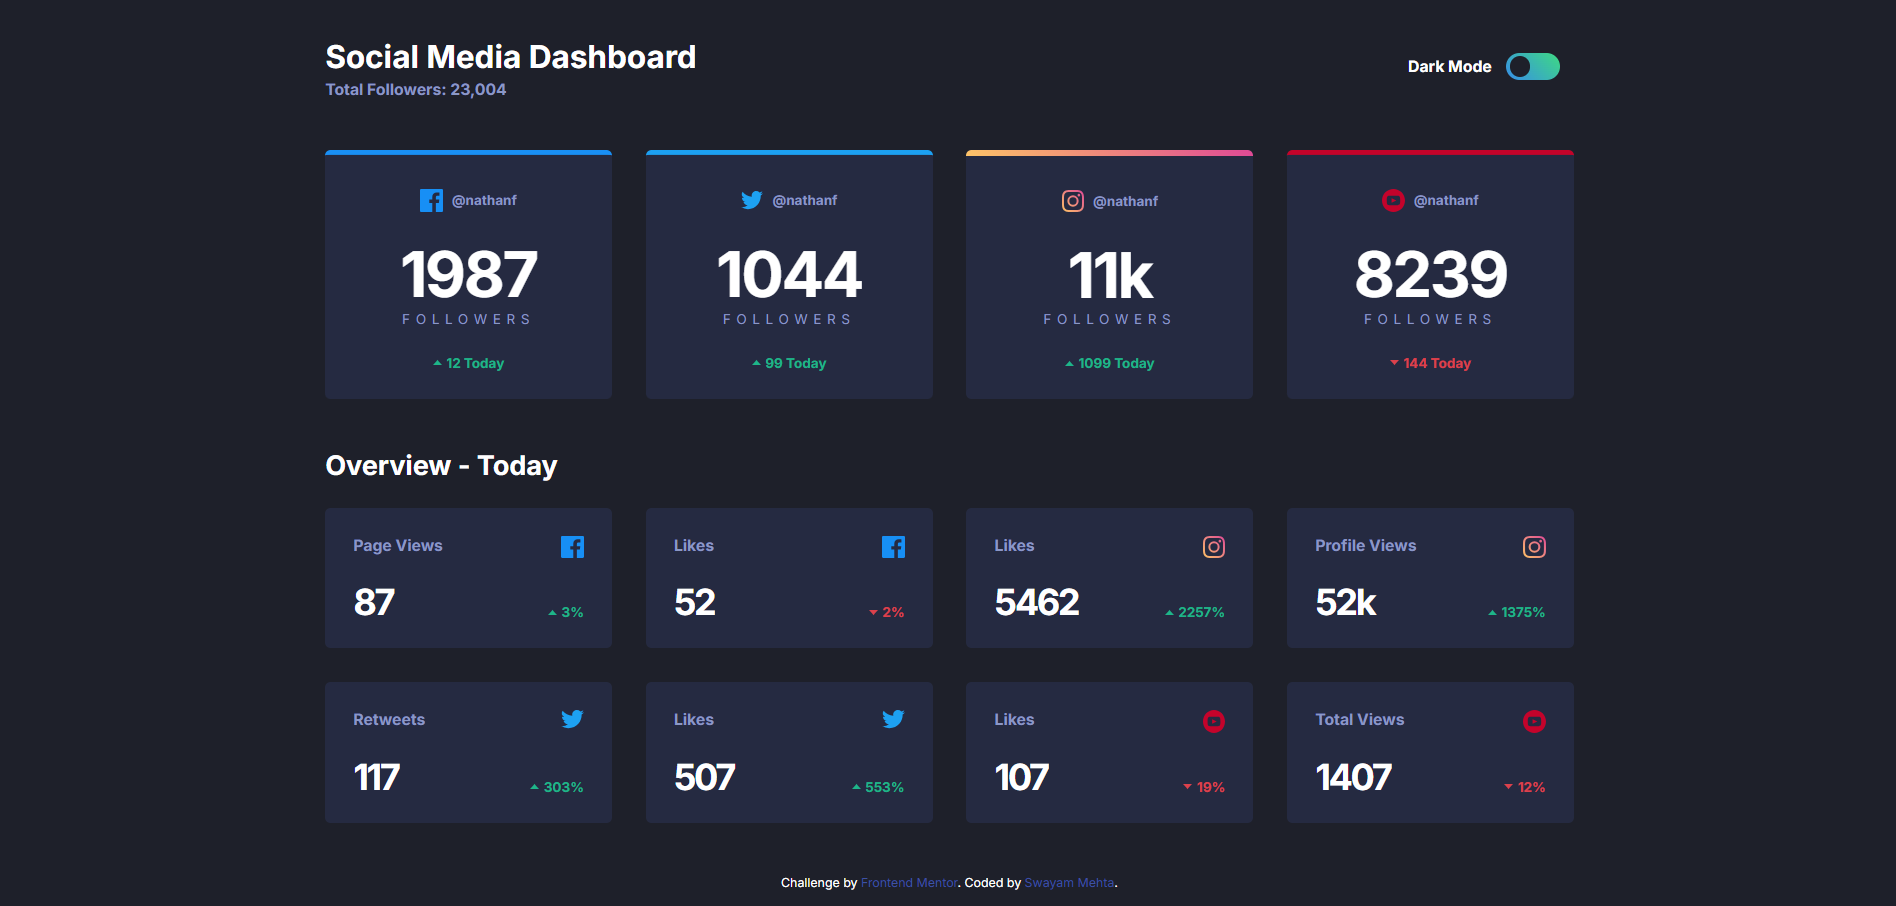 Social Media Dashboard
Total Followers: 23,004
Dark Mode
@nathanf
1987
FOLLOWERS
12 Today
@nathanf
1044
FOLLOWERS
99 Today
@nathanf
11k
FOLLOWERS
1099 Today
@nathanf
8239
FOLLOWERS
144 Today
Overview - Today
Page Views
87
3%
Likes
52
2%
Likes
5462
2257%
Profile Views
52k
1375%
Retweets
117
303%
Likes
507
553%
Likes
107
19%
Total Views
1407
12%
Challenge by Frontend Mentor. Coded by Swayam Mehta.